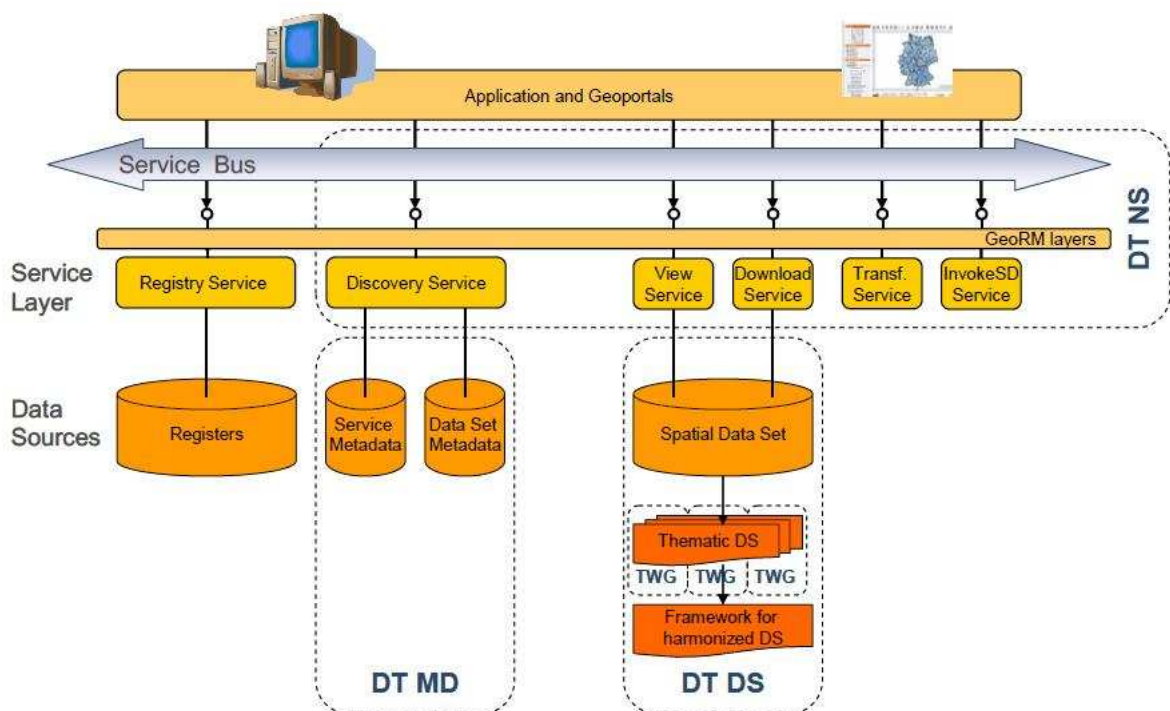 Application and Geoportals
Service Bus
DT NS
GeoRM layers
Service
Layer
Registry Service
Discovery Service
View
Service
Download
Service
Transf.
Service
InvokeSD
Service
Data
Sources
Registers
Service
Metadata
Data Set
Metadata
Spatial Data Set
Thematic DS
TWG
TWG
TWG
Framework for
harmonized DS
DT MD
DT DS